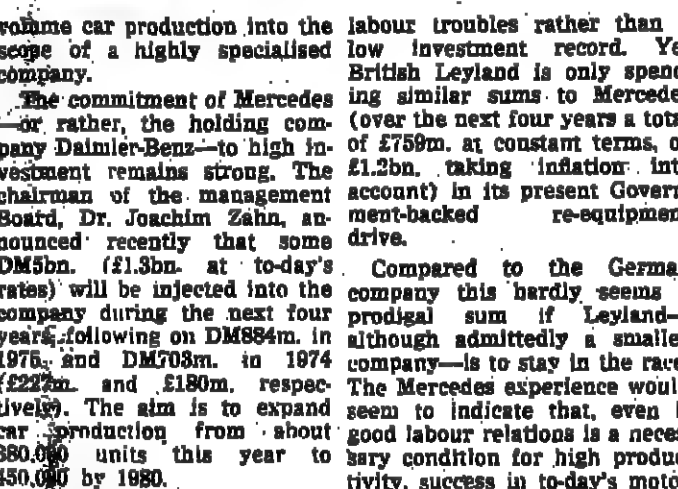 volume car production into the
scope of a highly specialised
company.
The commitment of Mercedes
—or rather, the holding com-
pany Daimler-Benz—to high in-
vestment remains strong. The
chairman of the management
Board, Dr. Joachim Zahn, an-
nounced recently that some
DM5bn. (£1.3bn. at to-day's
rates) will be injected into the
company during the next four
years, following on DM884m. in
1975, and DM703m. in 1974
(£227m. and £180m. respec-
tively). The aim is to expand
car production from about
380,000 units this year to
450,000 by 1980.
labour troubles rather than
low investment record. Ye
British Leyland is only spend
ing similar sums to Mercede
(over the next four years a tota
of £759m. at constant terms, o
£1.2bn. taking inflation int
account) in its present Govern
ment-backed re-equipmen
drive.
Compared to the Germa
company this hardly seems
prodigal sum if Leyland—
although admittedly a smalle
company—is to stay in the race
The Mercedes experience woul
seem to indicate that, even i
good labour relations is a neces
sary condition for high produc
tivity, success in to-day's moto